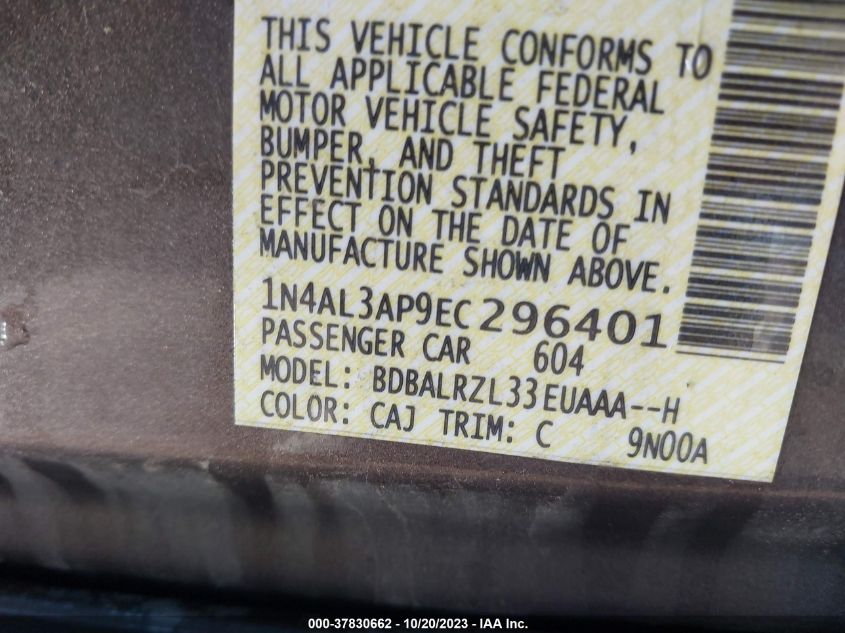 THIS VEHICLE CONFORMS TO
ALL APPLICABLE FEDERAL
MOTOR VEHICLE SAFETY,
BUMPER, AND THEFT
PREVENTION STANDARDS IN
EFFECT ON THE DATE OF
MANUFACTURE SHOWN ABOVE.
1N4AL3AP9EC296401
PASSENGER CAR 604
MODEL: BDBALRZL33EUAAA--H
COLOR: CAJ TRIM: C 9N00A
000-37830662 - 10/20/2023 - IAA Inc.